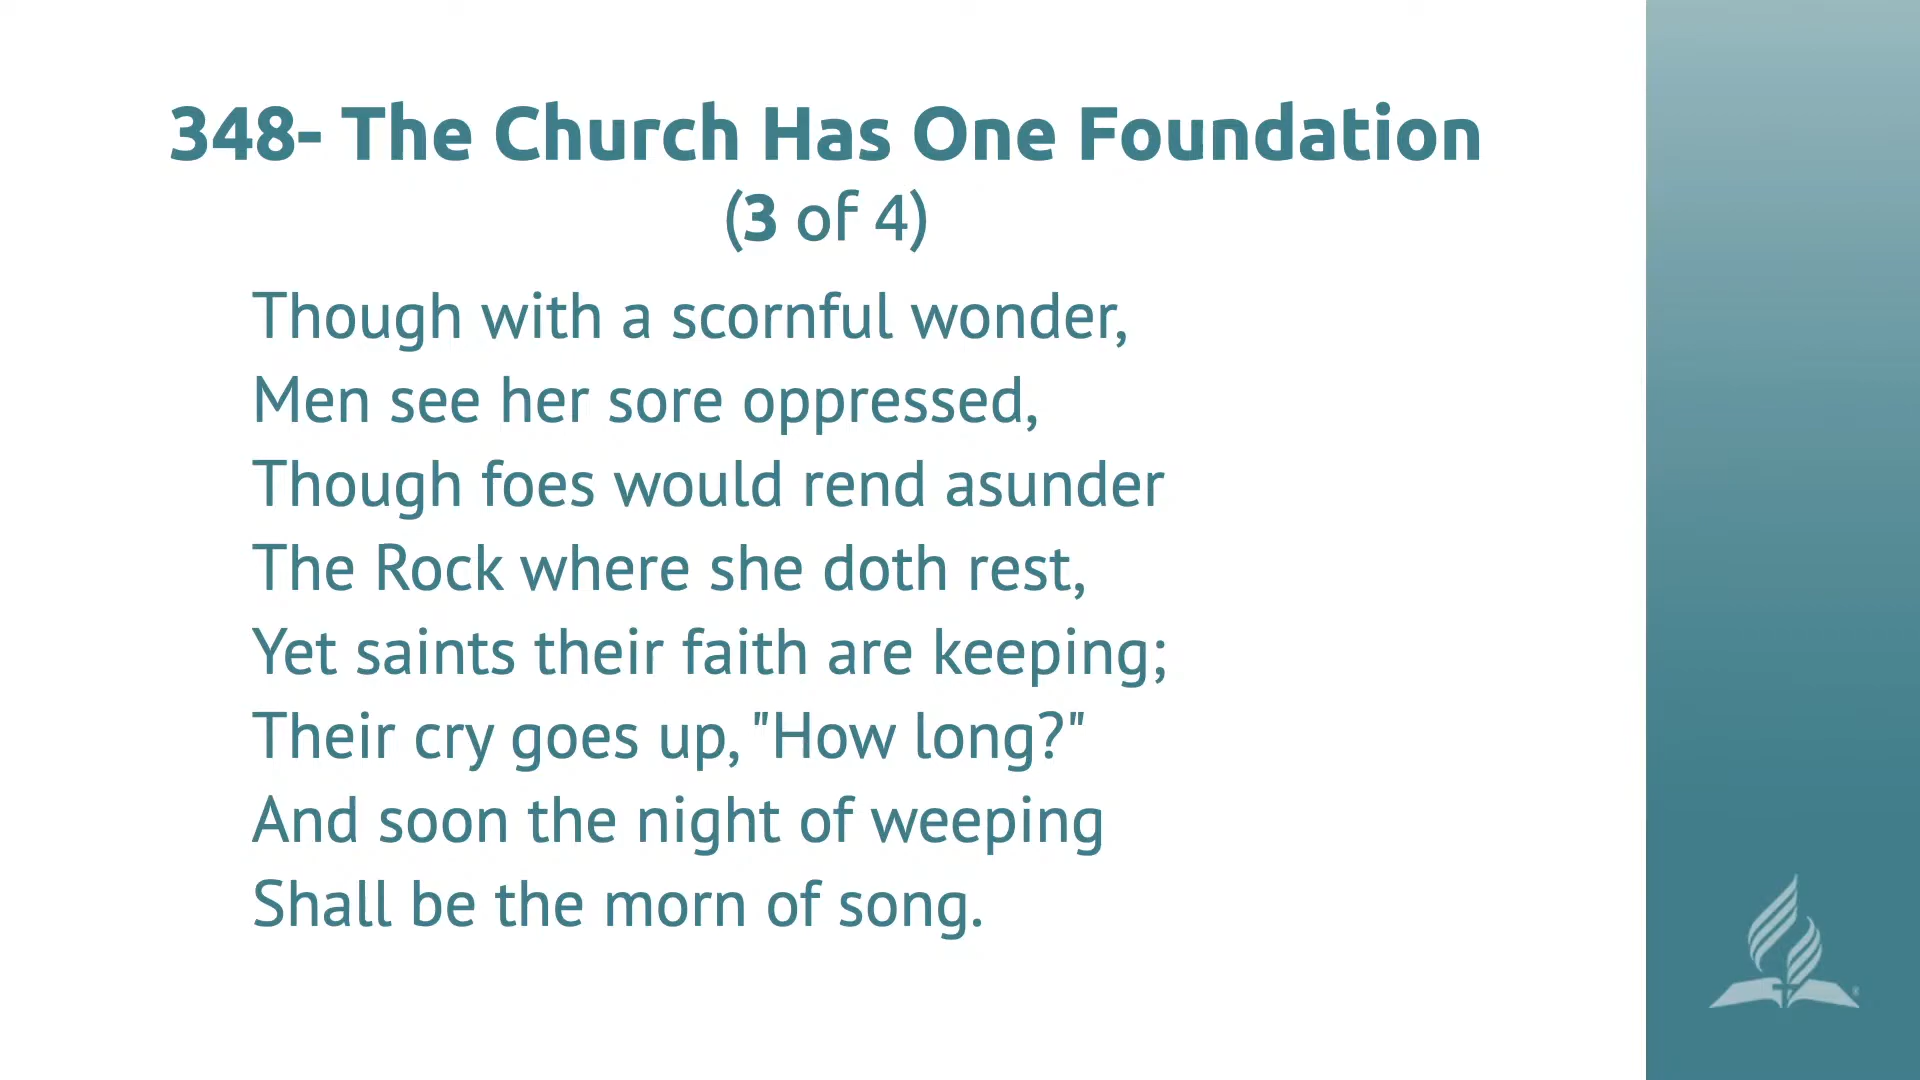 348- The Church Has One Foundation
(3 of 4)
Though with a scornful wonder,
Men see her sore oppressed,
Though foes would rend asunder
The Rock where she doth rest,
Yet saints their faith are keeping;
Their cry goes up, "How long?"
And soon the night of weeping
Shall be the morn of song.